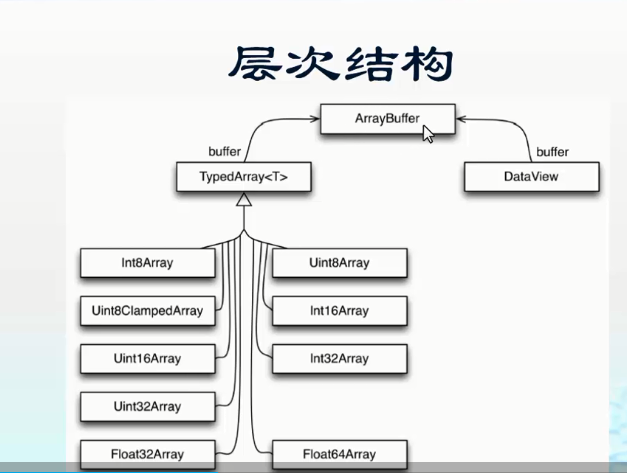 层次结构
ArrayBuffer
buffer
buffer
TypedArray<T>
DataView
Int8Array
Uint8Array
Uint8ClampedArray
Int16Array
Uint16Array
Int32Array
Uint32Array
Float32Array
Float64Array